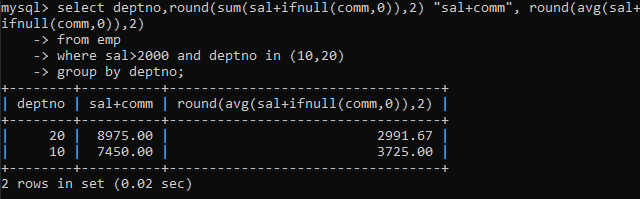 mysql> select deptno,round(sum(sal+ifnull(comm,0)),2) "sal+comm", round(avg(sal+
ifnull(comm,0)),2)
    -> from emp
    -> where sal>2000 and deptno in (10,20)
    -> group by deptno;
+--------+----------+------------------------------------+
| deptno | sal+comm | round(avg(sal+ifnull(comm,0)),2) |
+--------+----------+------------------------------------+
|     20 |  8975.00 |                          2991.67 |
|     10 |  7450.00 |                          3725.00 |
+--------+----------+------------------------------------+
2 rows in set (0.02 sec)